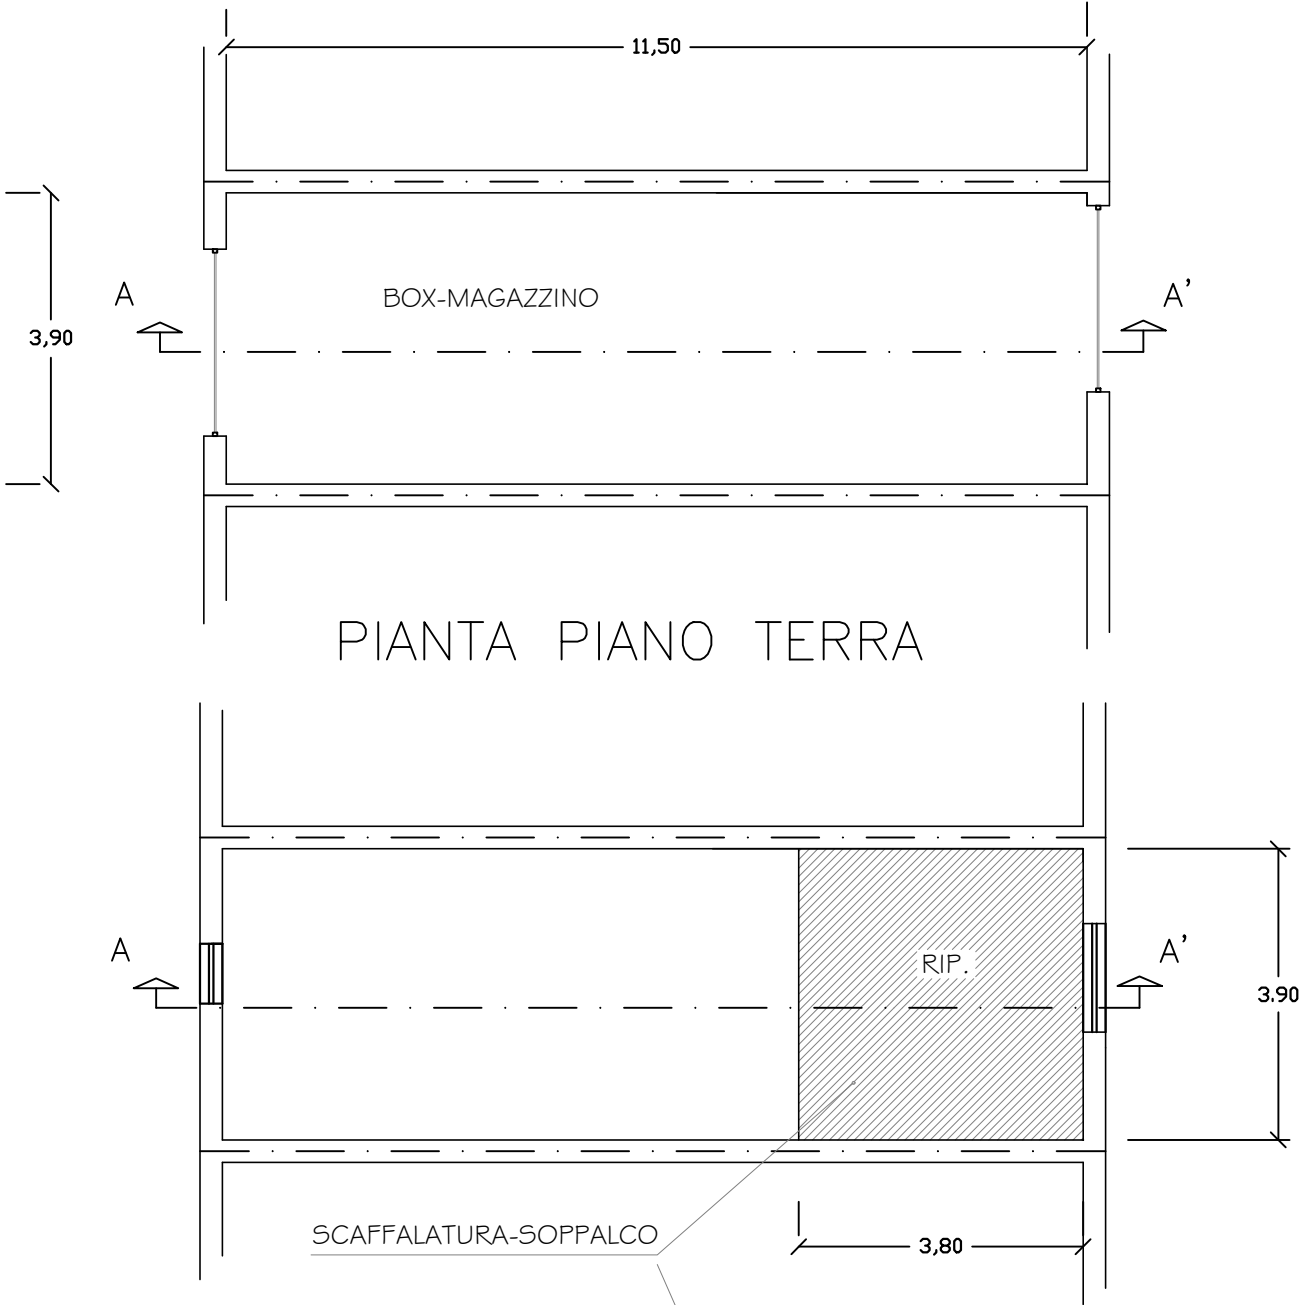 11,50
A
BOX-MAGAZZINO
A'
3,90
PIANTA PIANO TERRA
A
RIP.
A'
3.90
SCAFFALATURA-SOPPALCO
3,80